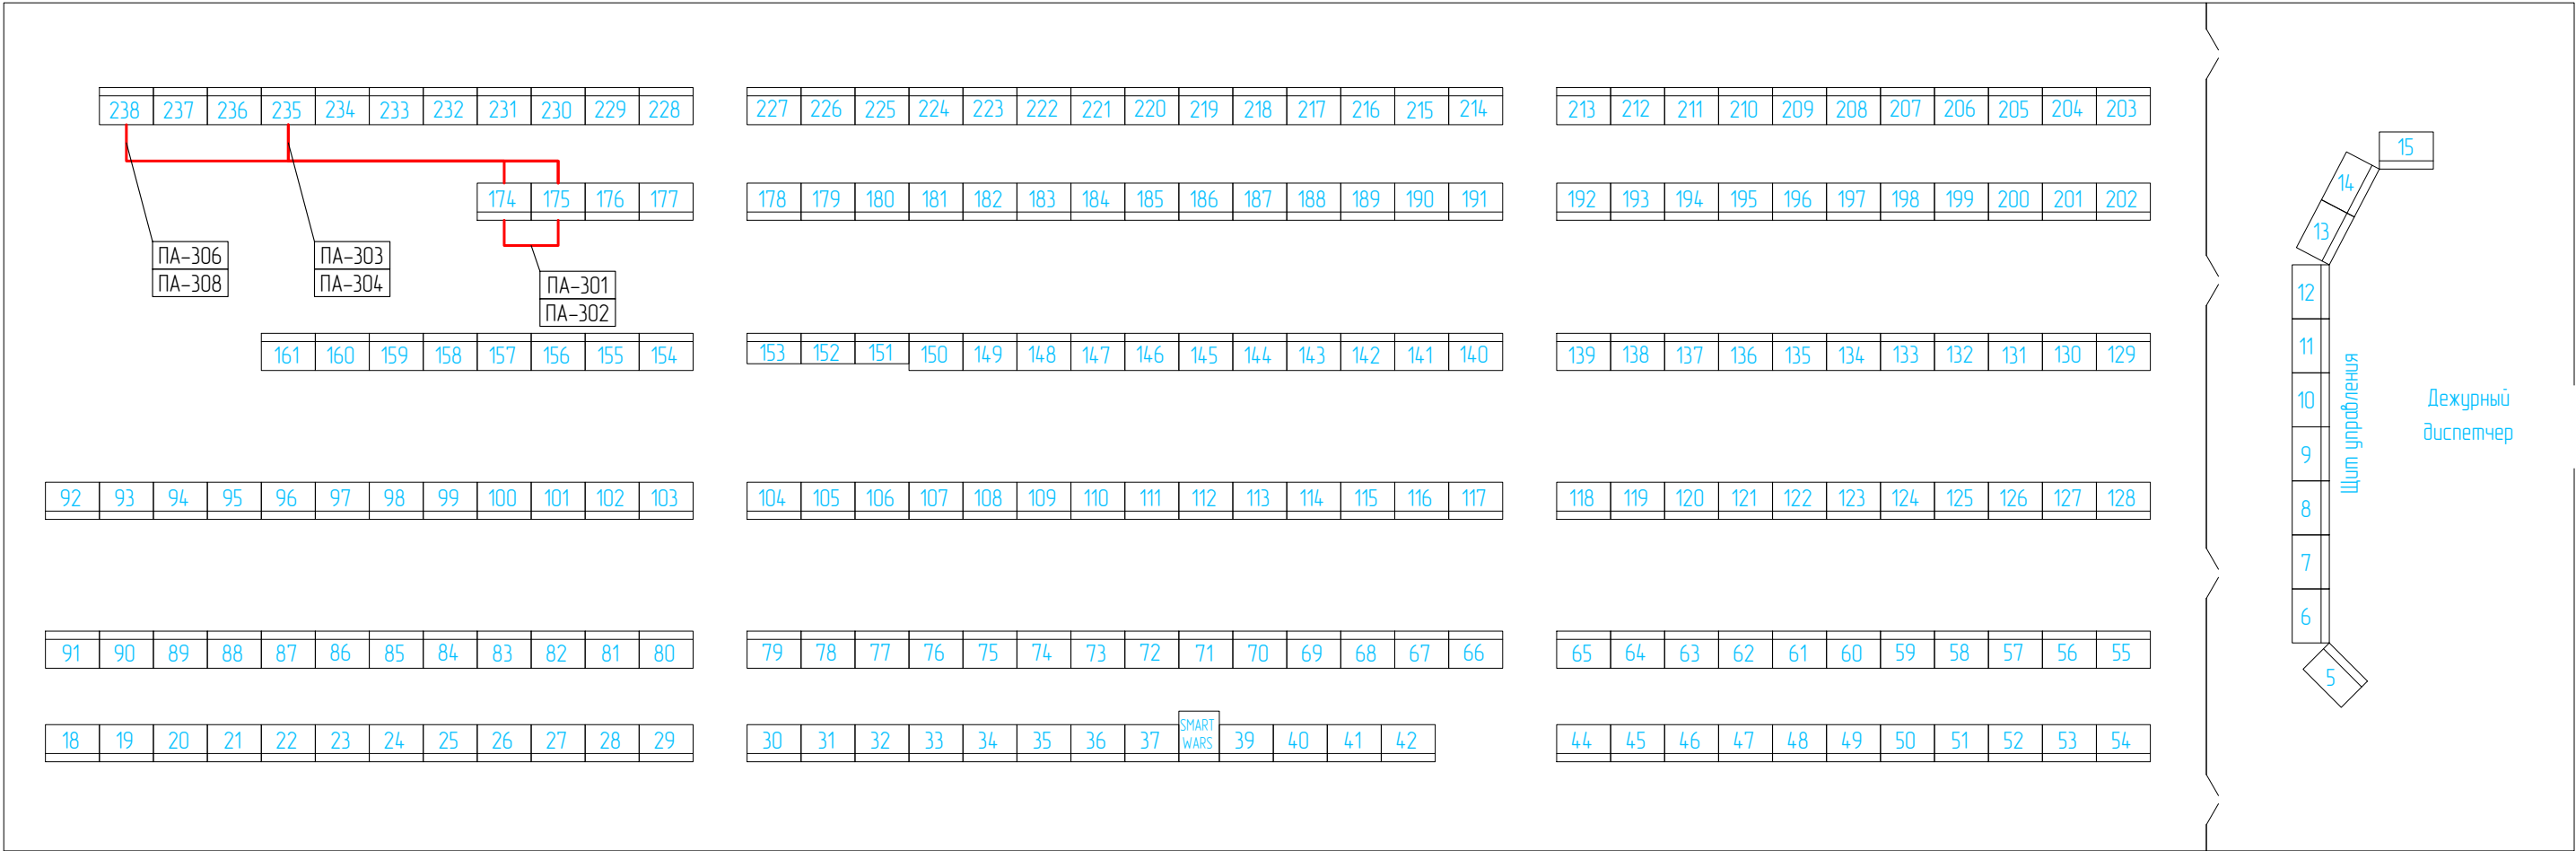 238 237 236 235 234 233 232 231 230 229 228 227 226 225 224 223 222 221 220 219 218 217 216 215 214 213 212 211 210 209 208 207 206 205 204 203
15
14
174 175 176 177 178 179 180 181 182 183 184 185 186 187 188 189 190 191 192 193 194 195 196 197 198 199 200 201 202
13
ПА-306
ПА-308
ПА-303
ПА-304
ПА-301
ПА-302
12
161 160 159 158 157 156 155 154 153 152 151 150 149 148 147 146 145 144 143 142 141 140 139 138 137 136 135 134 133 132 131 130 129
11
10
9
8
7
6
5
Щит управления
Дежурный
диспетчер
92 93 94 95 96 97 98 99 100 101 102 103 104 105 106 107 108 109 110 111 112 113 114 115 116 117 118 119 120 121 122 123 124 125 126 127 128
91 90 89 88 87 86 85 84 83 82 81 80 79 78 77 76 75 74 73 72 71 70 69 68 67 66 65 64 63 62 61 60 59 58 57 56 55
18 19 20 21 22 23 24 25 26 27 28 29 30 31 32 33 34 35 36 37 SMART
WARS 39 40 41 42 44 45 46 47 48 49 50 51 52 53 54